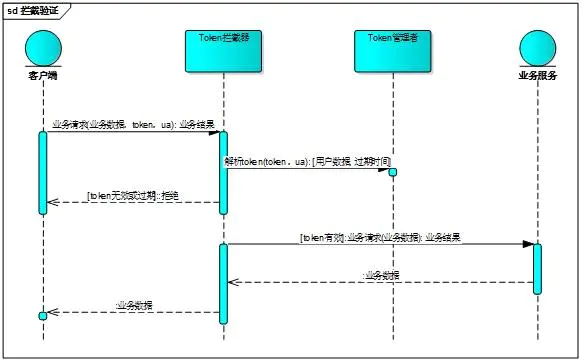 sd 拦截验证
客户端
Token拦截器
Token管理者
业务服务
业务请求(业务数据，token，ua): 业务结果
解析token(token，ua): [用户数据, 过期时间]
[token无效或过期]:拒绝
[token有效]:业务请求(业务数据): 业务结果
:业务数据
:业务数据